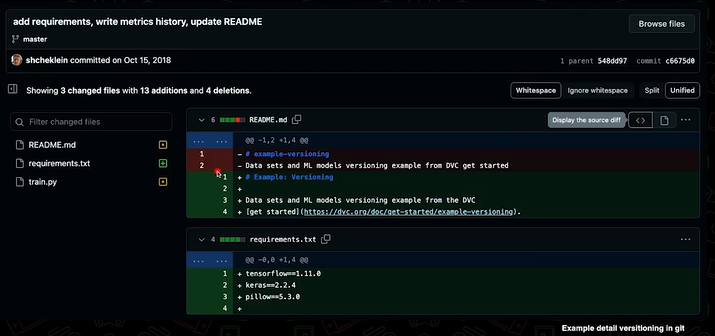 add requirements, write metrics history, update README
Browse files
master
shcheklein committed on Oct 15, 2018
1 parent 548dd97 commit c6675d0
Showing 3 changed files with 13 additions and 4 deletions.
Whitespace Ignore whitespace Split Unified
Filter changed files
README.md
requirements.txt
train.py
6 README.md
Display the source diff
@@ -1,2 +1,4 @@
1 - # example-versioning
2 - Data sets and ML models versioning example from DVC get started
1 + # Example: Versioning
2 +
3 + Data sets and ML models versioning example from the DVC
4 + [get started](https://dvc.org/doc/get-started/example-versioning).
4 requirements.txt
@@ -0,0 +1,4 @@
1 + tensorflow==1.11.0
2 + keras==2.2.4
3 + pillow==5.3.0
4 +
Example detail versitioning in git